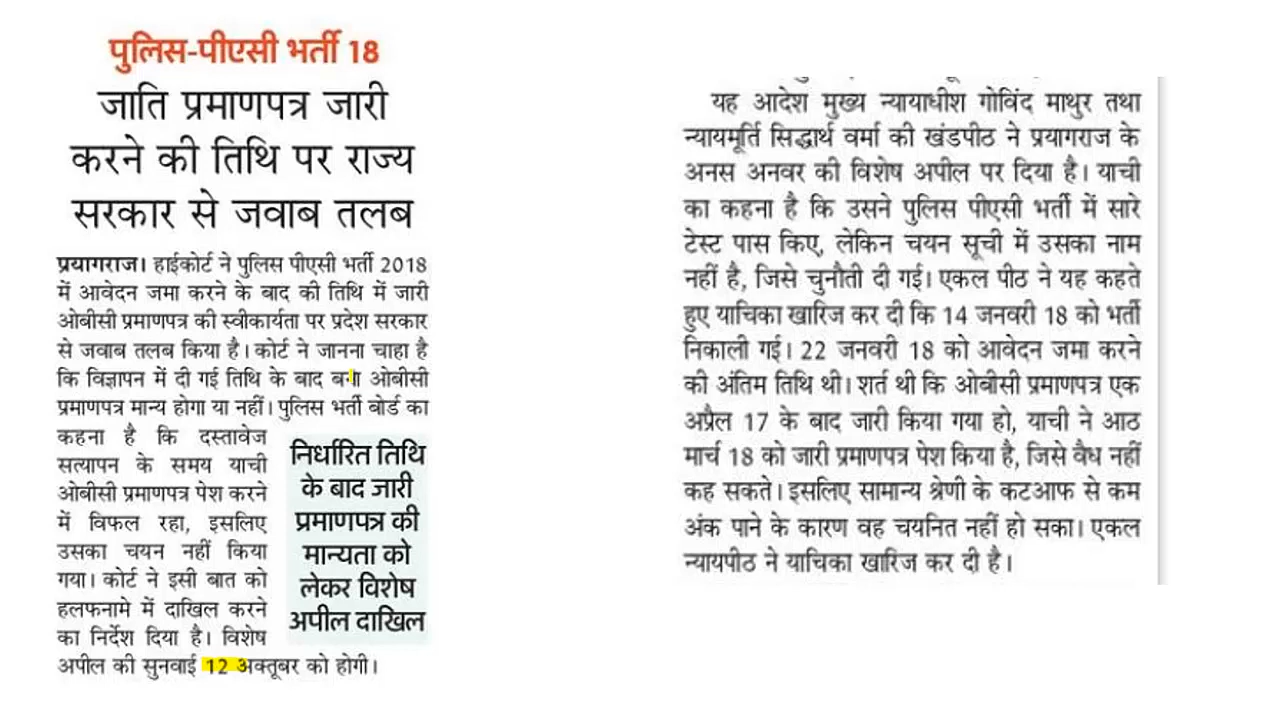 पुलिस-पीएसी भर्ती 18
जाति प्रमाणपत्र जारी
करने की तिथि पर राज्य
सरकार से जवाब तलब
प्रयागराज। हाईकोर्ट ने पुलिस पीएसी भर्ती 2018
में आवेदन जमा करने के बाद की तिथि में जारी
ओबीसी प्रमाणपत्र की स्वीकार्यता पर प्रदेश सरकार
से जवाब तलब किया है। कोर्ट ने जानना चाहा है
कि विज्ञापन में दी गई तिथि के बाद बना ओबीसी
प्रमाणपत्र मान्य होगा या नहीं। पुलिस भर्ती बोर्ड का
कहना है कि दस्तावेज
सत्यापन के समय याची
ओबीसी प्रमाणपत्र पेश करने
में विफल रहा, इसलिए
उसका चयन नहीं किया
गया। कोर्ट ने इसी बात को
हलफनामे में दाखिल करने
का निर्देश दिया है। विशेष
अपील की सुनवाई 12 अक्तूबर को होगी।
निर्धारित तिथि
के बाद जारी
प्रमाणपत्र की
मान्यता को
लेकर विशेष
अपील दाखिल
यह आदेश मुख्य न्यायाधीश गोविंद माथुर तथा
न्यायमूर्ति सिद्धार्थ वर्मा की खंडपीठ ने प्रयागराज के
अनस अनवर की विशेष अपील पर दिया है। याची
का कहना है कि उसने पुलिस पीएसी भर्ती में सारे
टेस्ट पास किए, लेकिन चयन सूची में उसका नाम
नहीं है, जिसे चुनौती दी गई। एकल पीठ ने यह कहते
हुए याचिका खारिज कर दी कि 14 जनवरी 18 को भर्ती
निकाली गई। 22 जनवरी 18 को आवेदन जमा करने
की अंतिम तिथि थी। शर्त थी कि ओबीसी प्रमाणपत्र एक
अप्रैल 17 के बाद जारी किया गया हो, याची ने आठ
मार्च 18 को जारी प्रमाणपत्र पेश किया है, जिसे वैध नहीं
कह सकते। इसलिए सामान्य श्रेणी के कटआफ से कम
अंक पाने के कारण वह चयनित नहीं हो सका। एकल
न्यायपीठ ने याचिका खारिज कर दी है।